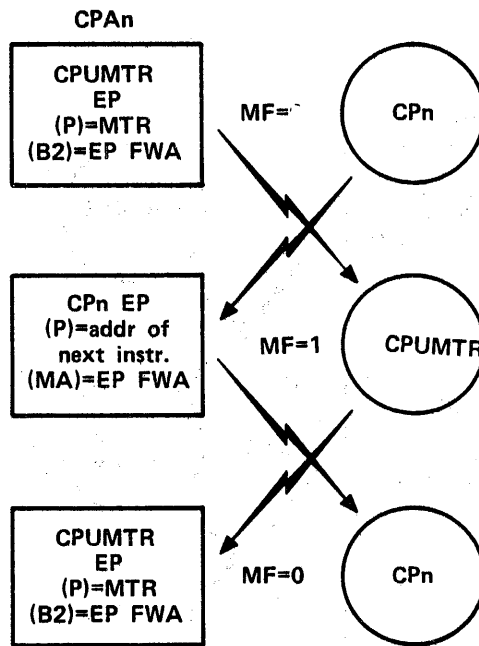 CPAn
CPUMTR
EP
(P)=MTR
(B2)=EP FWA
MF=
CPn
CPn EP
(P)=addr of
next instr.
(MA)=EP FWA
MF=1
CPUMTR
CPUMTR
EP
(P)=MTR
(B2)=EP FWA
MF=0
CPn